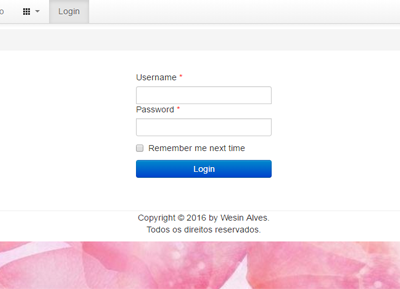 o
Login
Username *
Password *
Remember me next time
Login
Copyright © 2016 by Wesin Alves.
Todos os direitos reservados.